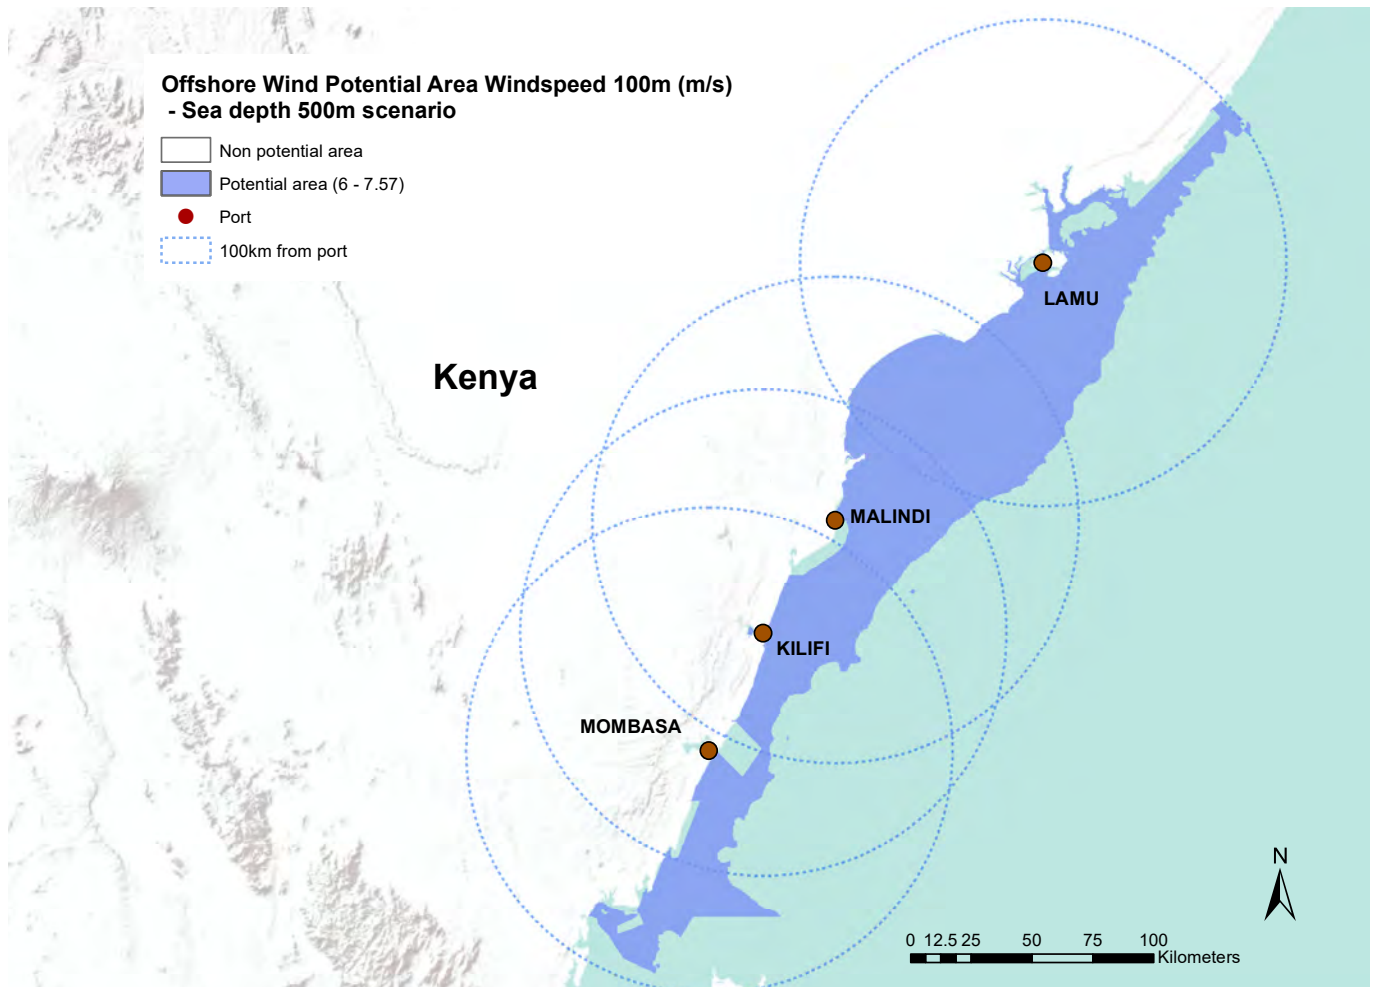 Offshore Wind Potential Area Windspeed 100m (m/s)
- Sea depth 500m scenario
Non potential area
Potential area (6 - 7.57)
Port
100km from port
LAMU
Kenya
MALINDI
KILIFI
MOMBASA
N
0 12.5 25 50 75 100
Kilometers